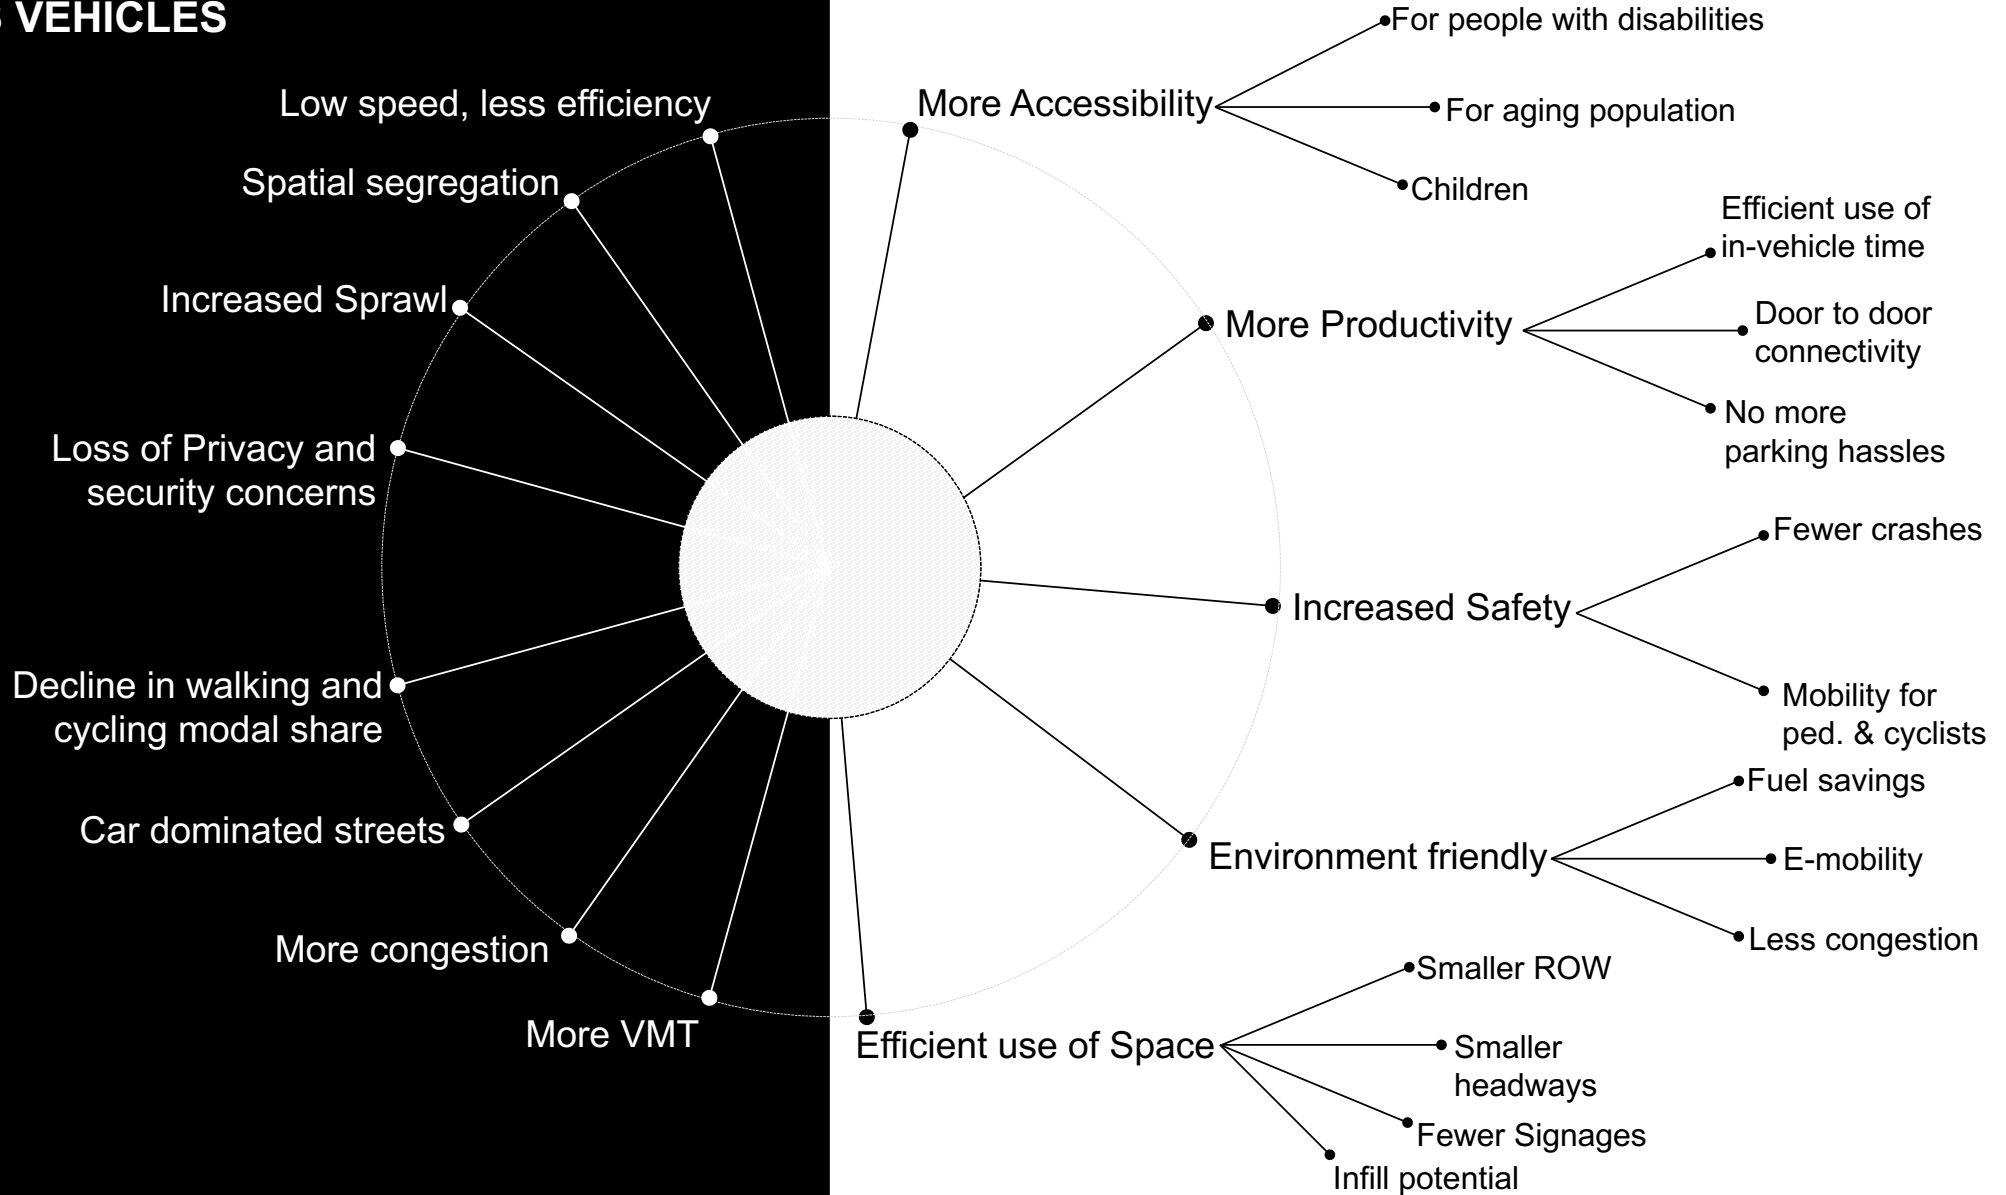 VEHICLES
Low speed, less efficiency
Spatial segregation
Increased Sprawl
Loss of Privacy and
security concerns
Decline in walking and
cycling modal share
Car dominated streets
More congestion
More VMT
More Accessibility
For people with disabilities
For aging population
Children
More Productivity
Efficient use of
in-vehicle time
Door to door
connectivity
No more
parking hassles
Increased Safety
Fewer crashes
Mobility for
ped. & cyclists
Environment friendly
Fuel savings
E-mobility
Less congestion
Efficient use of Space
Smaller ROW
Smaller
headways
Fewer Signages
Infill potential